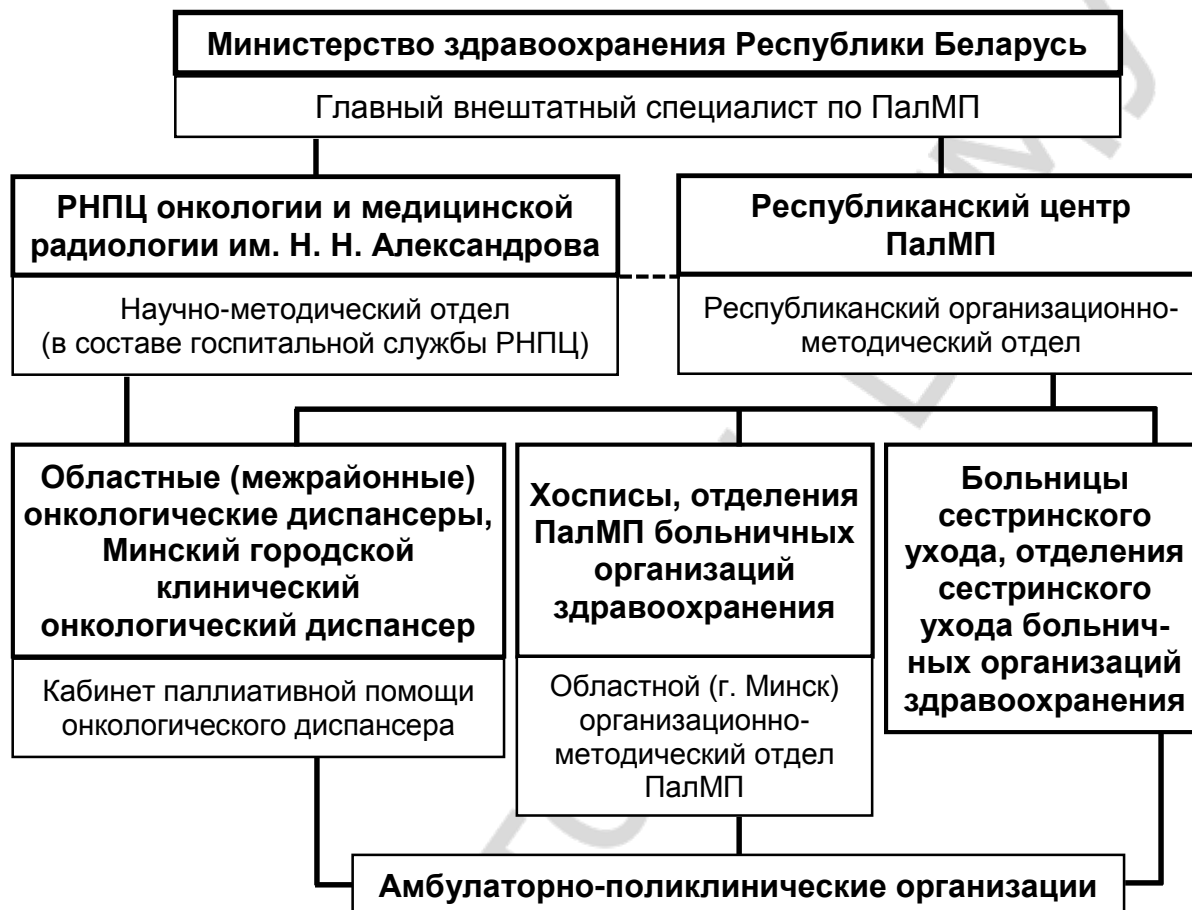 Министерство здравоохранения Республики Беларусь
Главный внештатный специалист по ПалМП
РНПЦ онкологии и медицинской
радиологии им. Н. Н. Александрова
Научно-методический отдел
(в составе госпитальной службы РНПЦ)
Республиканский центр
ПалМП
Республиканский организационно-
методический отдел
Областные (межрайонные)
онкологические диспансеры,
Минский городской
клинический
онкологический диспансер
Кабинет паллиативной помощи
онкологического диспансера
Хосписы, отделения
ПалМП больничных
организаций
здравоохранения
Областной (г. Минск)
организационно-
методический отдел
ПалМП
Больницы
сестринского
ухода, отделения
сестринского
ухода больнич-
ных организаций
здравоохранения
Амбулаторно-поликлинические организации